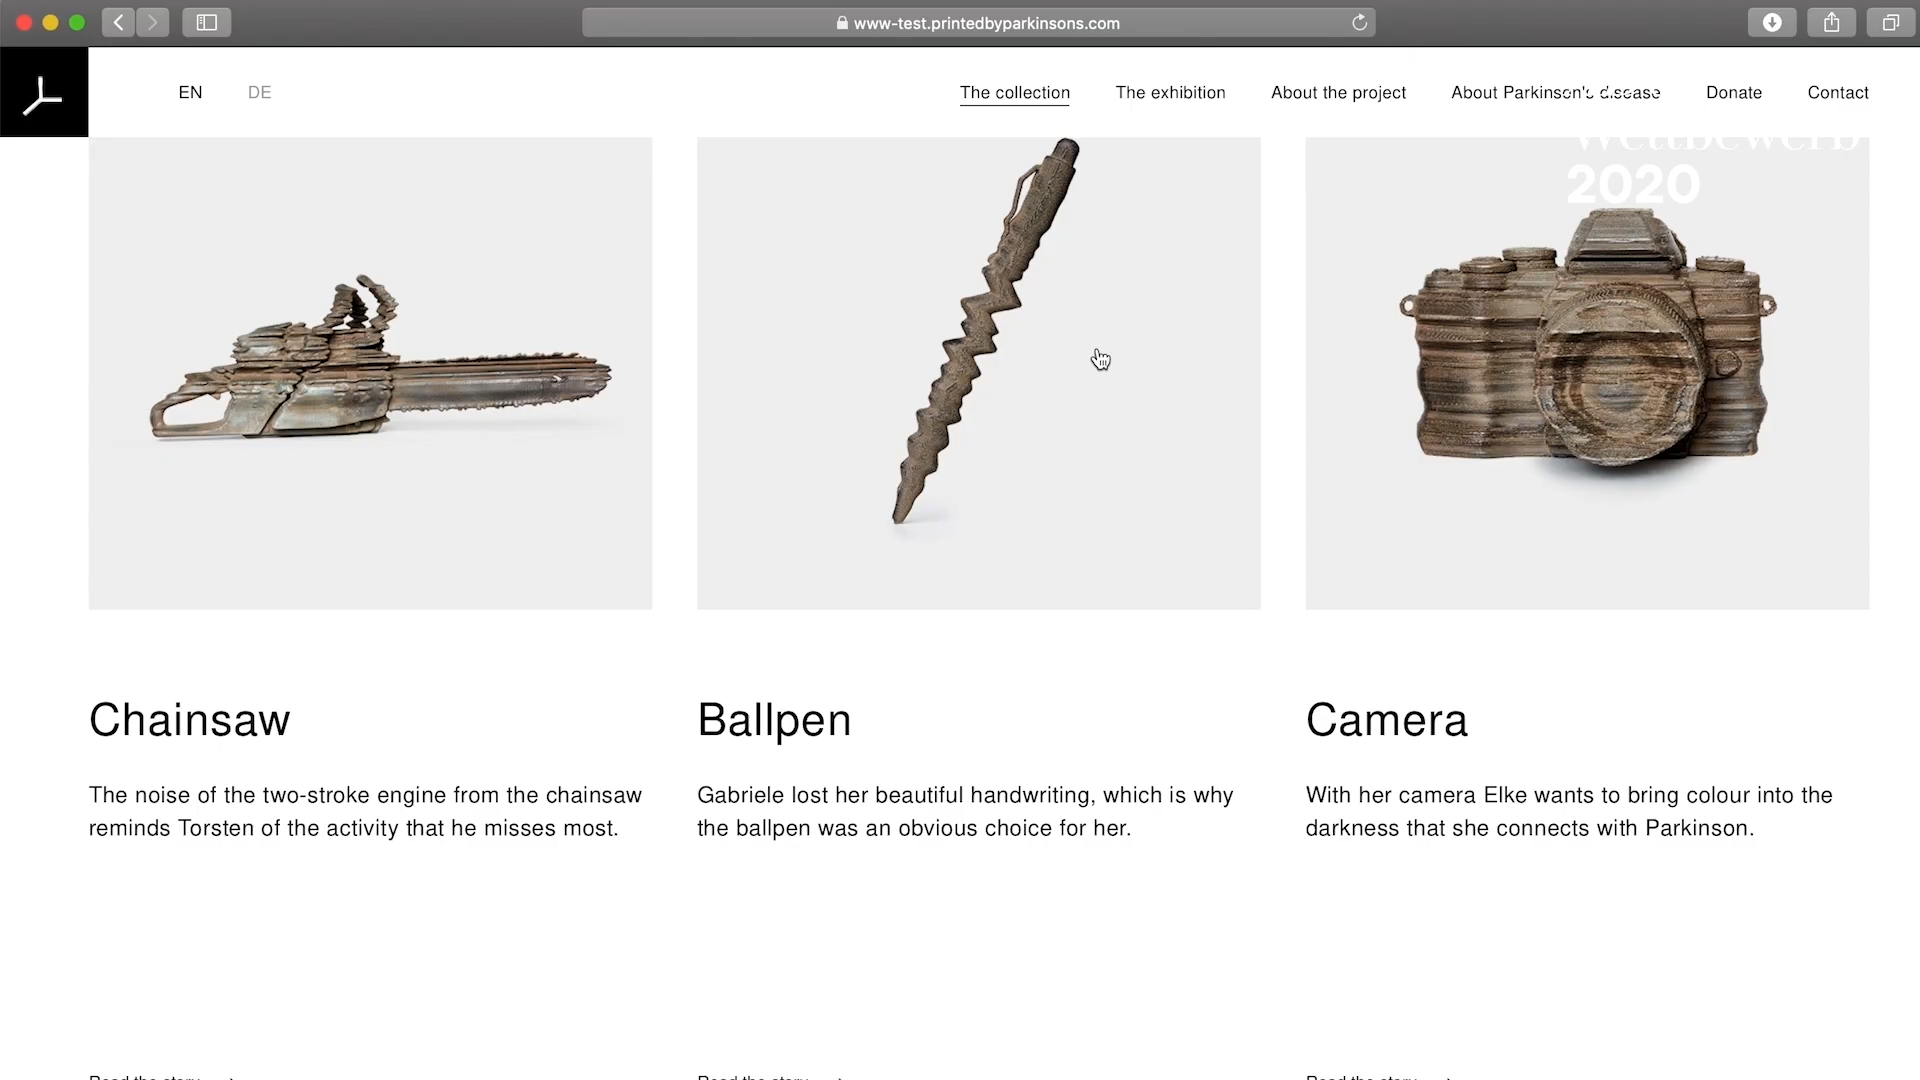 www-test.printedbyparkinsons.com
EN DE The collection The exhibition About the project About Parkinson's disease Donate Contact
Wettbewerb
2020
Chainsaw
The noise of the two-stroke engine from the chainsaw
reminds Torsten of the activity that he misses most.
Ballpen
Gabriele lost her beautiful handwriting, which is why
the ballpen was an obvious choice for her.
Camera
With her camera Elke wants to bring colour into the
darkness that she connects with Parkinson.
Read the story
Read the story
Read the story